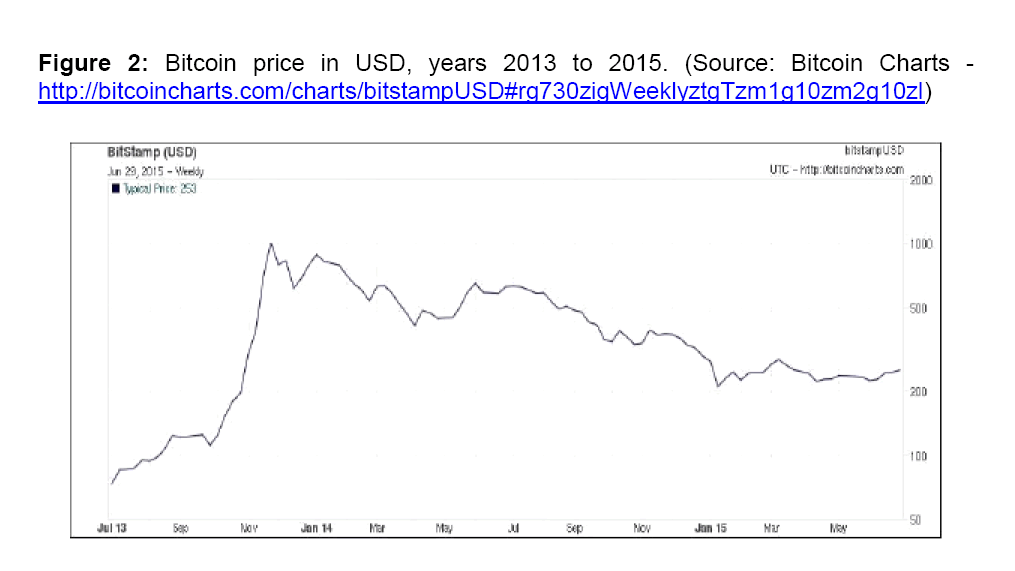 Figure 2: Bitcoin price in USD, years 2013 to 2015. (Source: Bitcoin Charts -
http://bitcoincharts.com/charts/bitstampUSD#rg730zigWeeklyztgTzm1g10zm2g10zl)
BitStamp (USD)
bitstampUSD
Jun 29, 2015 - Weekly
UTC - http://bitcoincharts.com
Typical Price: 253
2000
1000
500
200
100
50
Jul 13 Sep Nov Jan 14 Mar May Jul Sep Nov Jan 15 Mar May